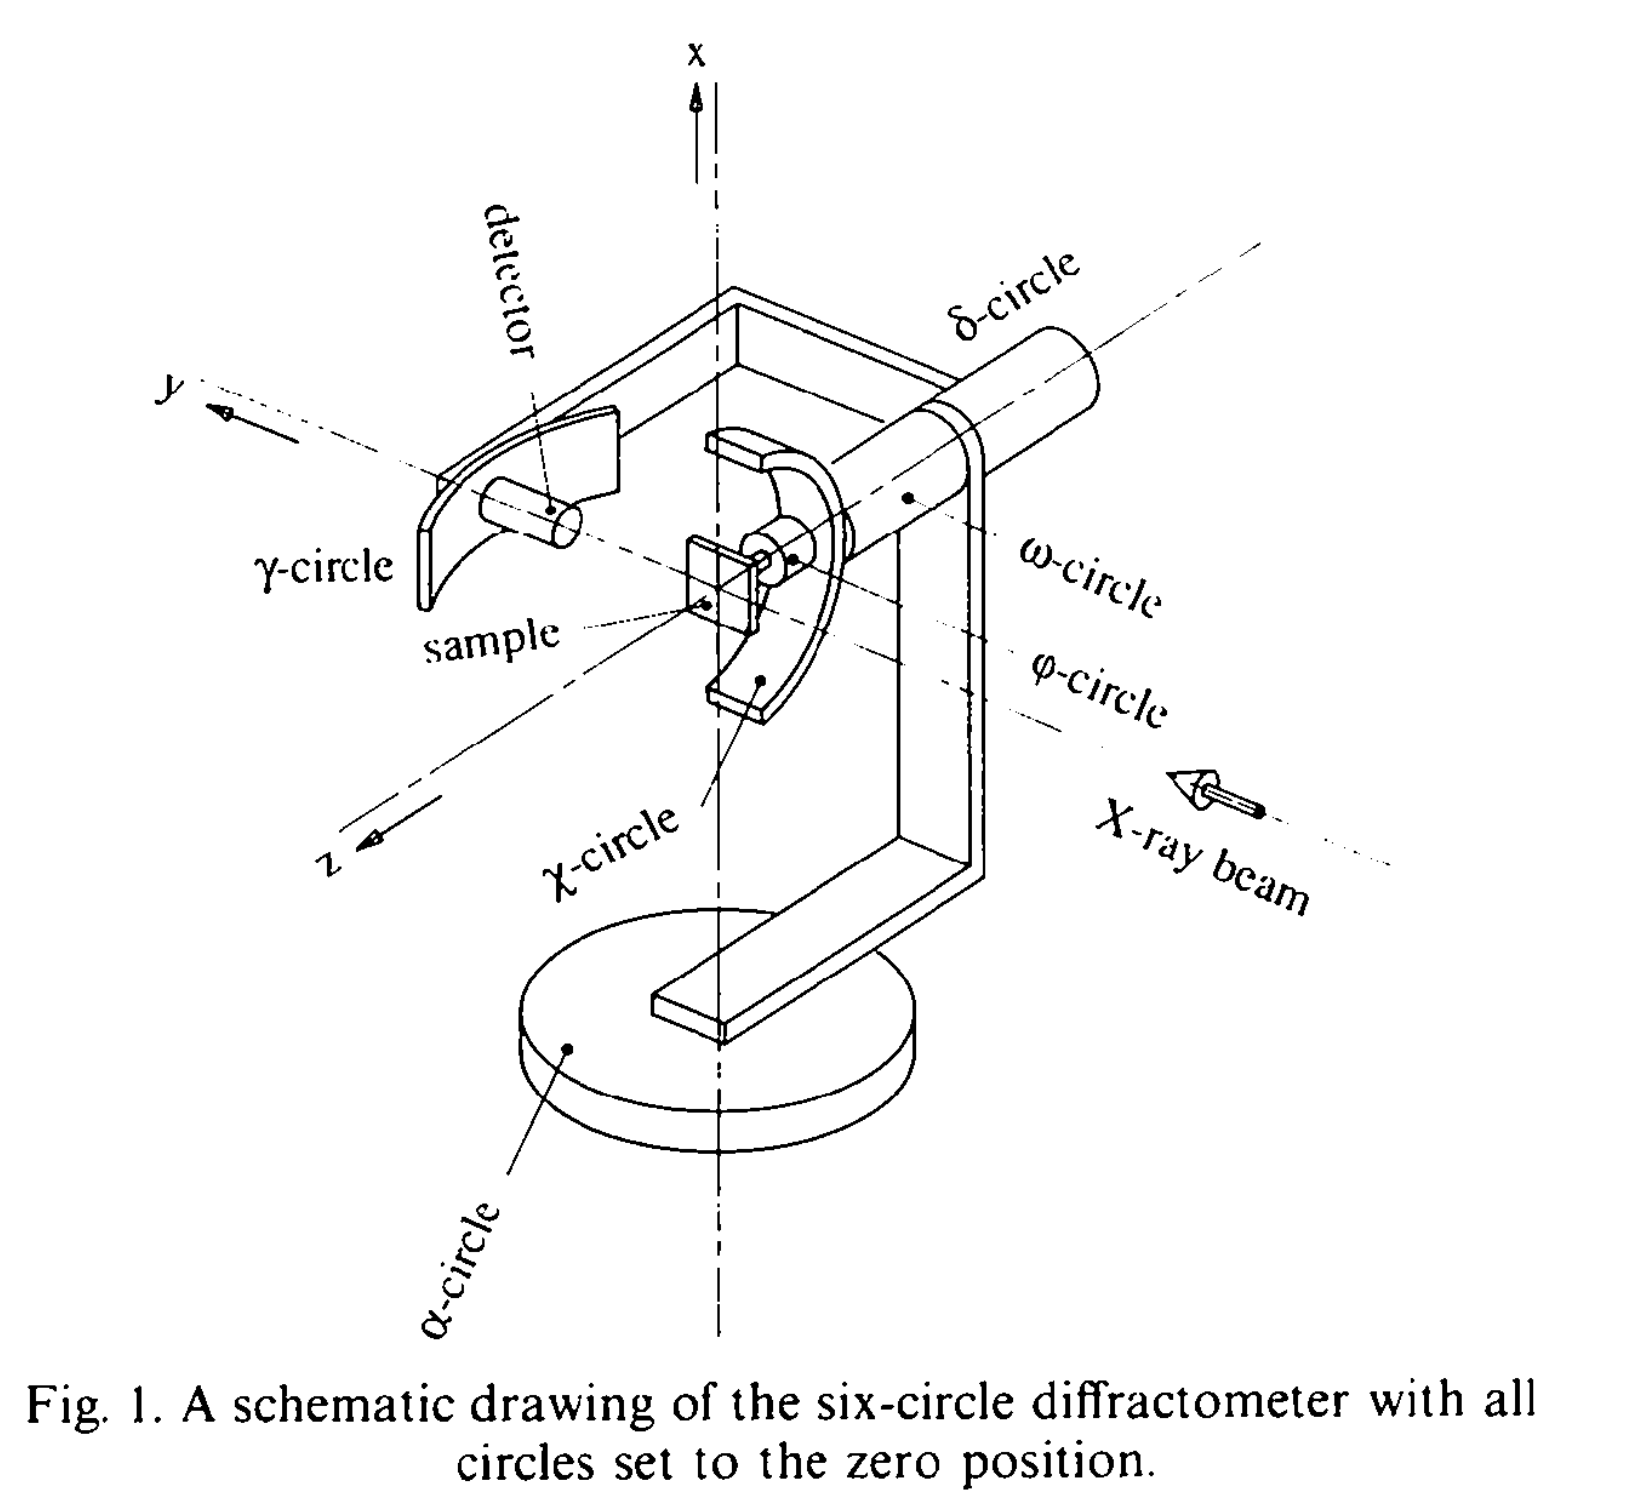 x
detector
δ-circle
y
γ-circle
ω-circle
sample
φ-circle
z
χ-circle
X-ray beam
α-circle
Fig. 1. A schematic drawing of the six-circle diffractometer with all
circles set to the zero position.